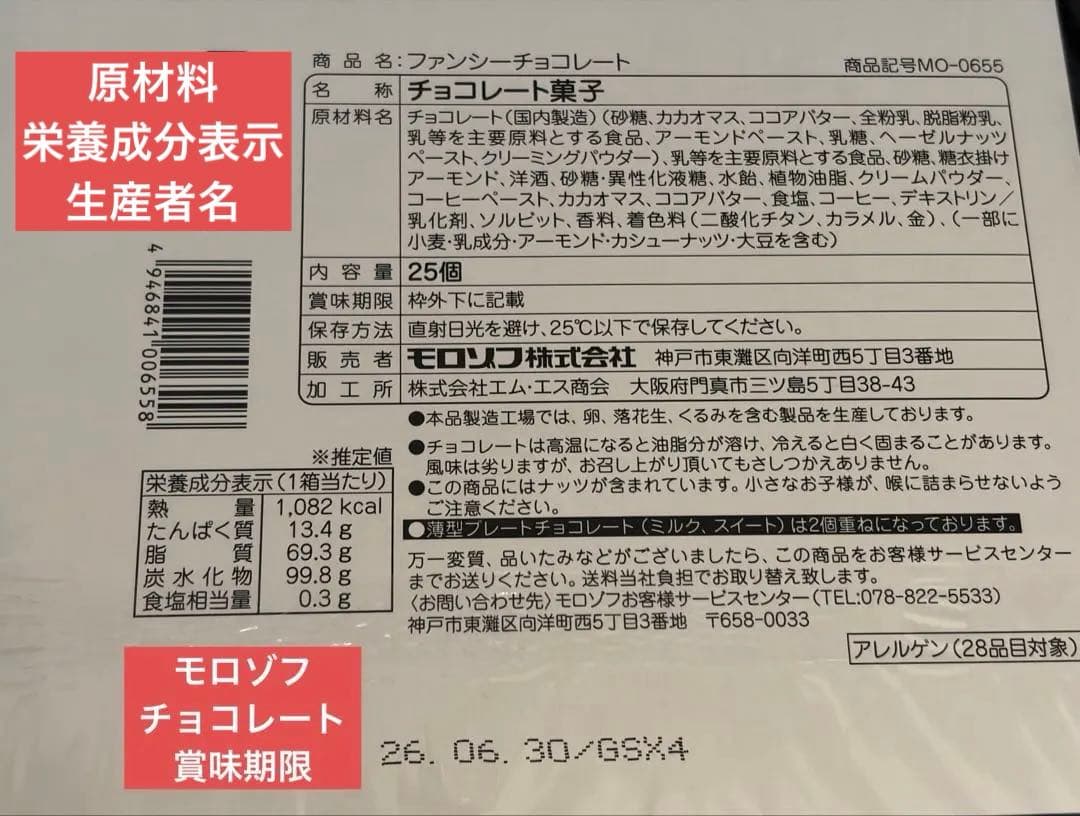 原材料
栄養成分表示
生産者名
商品名:ファンシーチョコレート
商品記号MO-0655
名称 チョコレート菓子
原材料名 チョコレート(国内製造)(砂糖、カカオマス、ココアバター、全粉乳、脱脂粉乳、
乳等を主要原料とする食品、アーモンドペースト、乳糖、ヘーゼルナッツ
ペースト、クリーミングパウダー)、乳等を主要原料とする食品、砂糖、糖衣掛け
アーモンド、洋酒、砂糖・異性化液糖、水飴、植物油脂、クリームパウダー、
コーヒーペースト、カカオマス、ココアバター、食塩、コーヒー、デキストリン/
乳化剤、ソルビット、香料、着色料(二酸化チタン、カラメル、金)、(一部に
小麦・乳成分・アーモンド・カシューナッツ・大豆を含む)
内容量 25個
賞味期限 枠外下に記載
保存方法 直射日光を避け、25℃以下で保存してください。
販売者 モロゾフ株式会社 神戸市東灘区向洋町西5丁目3番地
加工所 株式会社エム・エス商会 大阪府門真市三ツ島5丁目38-43
4 946841 006558
●本品製造工場では、卵、落花生、くるみを含む製品を生産しております。
●チョコレートは高温になると油脂分が溶け、冷えると白く固まることがあります。
風味は劣りますが、お召し上がり頂いてもさしつかえありません。
●この商品にはナッツが含まれています。小さなお子様が、喉に詰まらせないよう
ご注意ください。
●薄型プレートチョコレート(ミルク、スイート)は2個重ねになっております。
万一変質、品いたみなどがございましたら、この商品をお客様サービスセンター
までお送りください。送料当社負担でお取り替え致します。
〈お問い合わせ先〉モロゾフお客様サービスセンター(TEL:078-822-5533)
神戸市東灘区向洋町西5丁目3番地 〒658-0033
※推定値
栄養成分表示(1箱当たり)
熱量 1,082 kcal
たんぱく質 13.4 g
脂質 69.3 g
炭水化物 99.8 g
食塩相当量 0.3 g
アレルゲン(28品目対象)
モロゾフ
チョコレート
賞味期限
26. 06. 30/GSX4